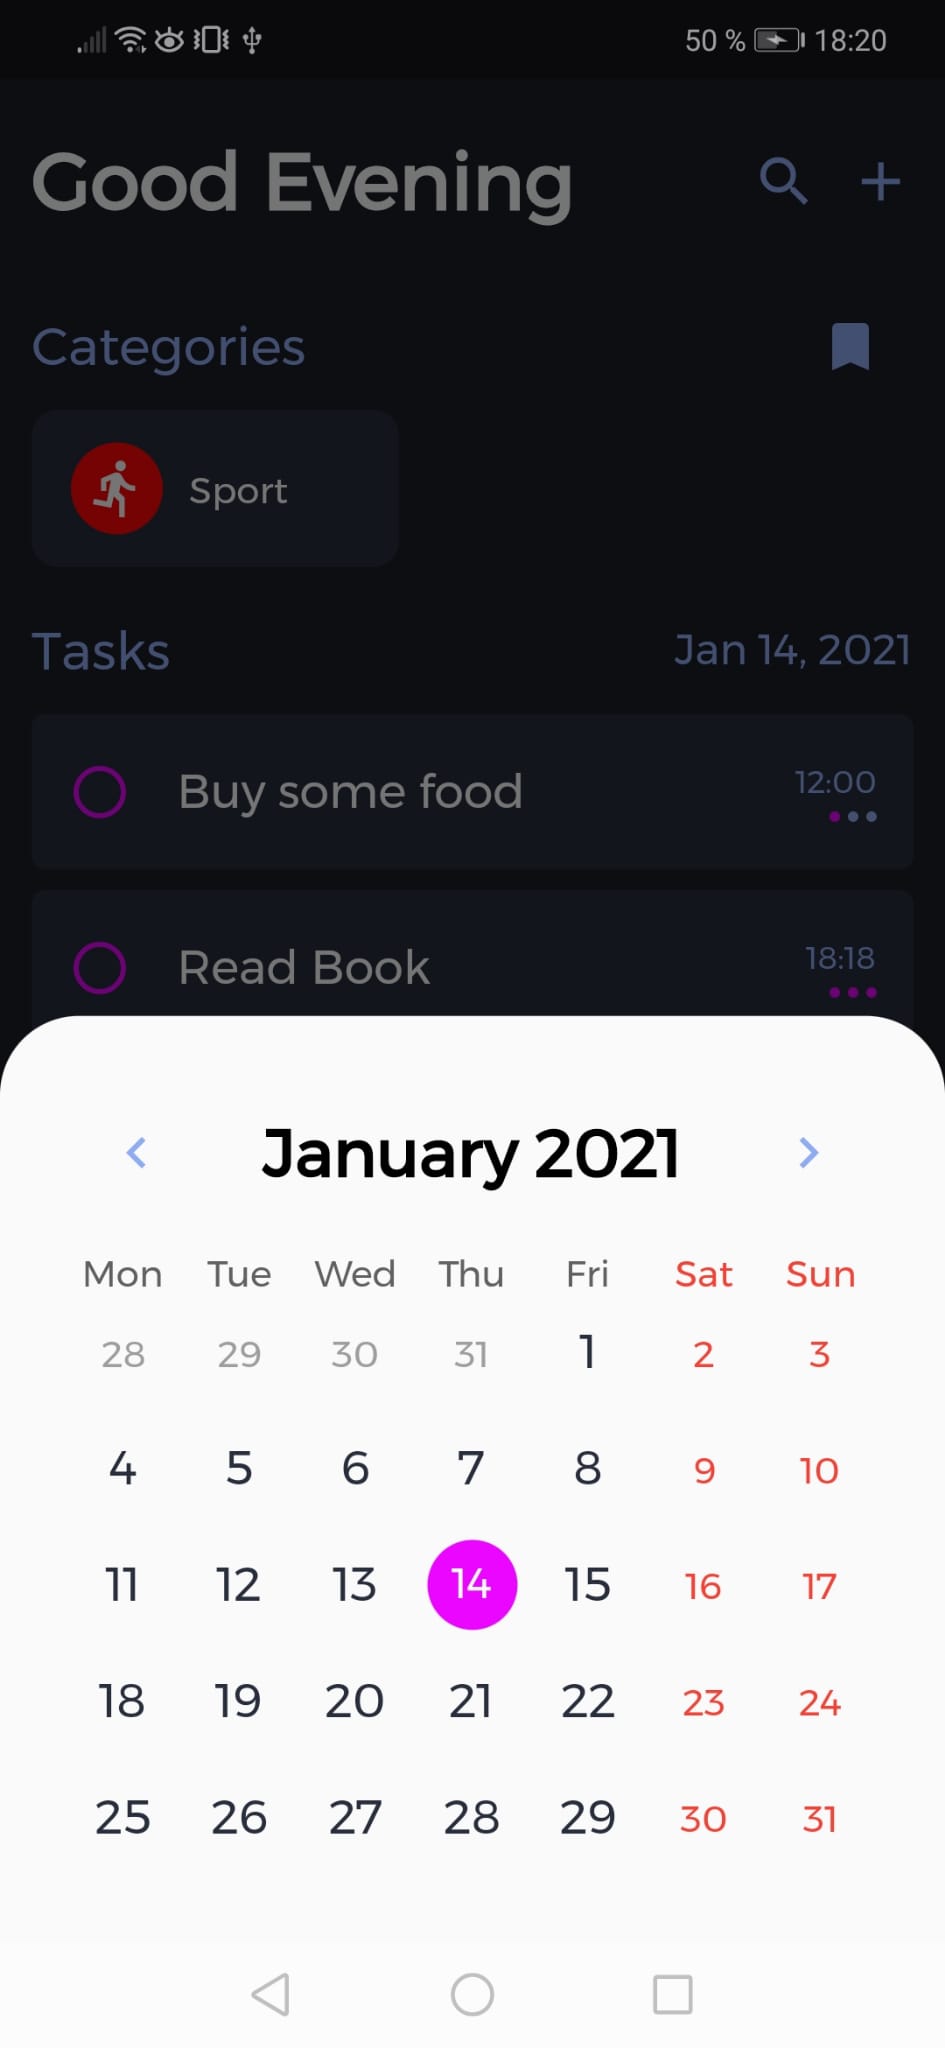 50 % 18:20
Good Evening
Categories
Sport
Tasks Jan 14, 2021
Buy some food 12:00
Read Book 18:18
January 2021
Mon Tue Wed Thu Fri Sat Sun
28 29 30 31 1 2 3
4 5 6 7 8 9 10
11 12 13 14 15 16 17
18 19 20 21 22 23 24
25 26 27 28 29 30 31